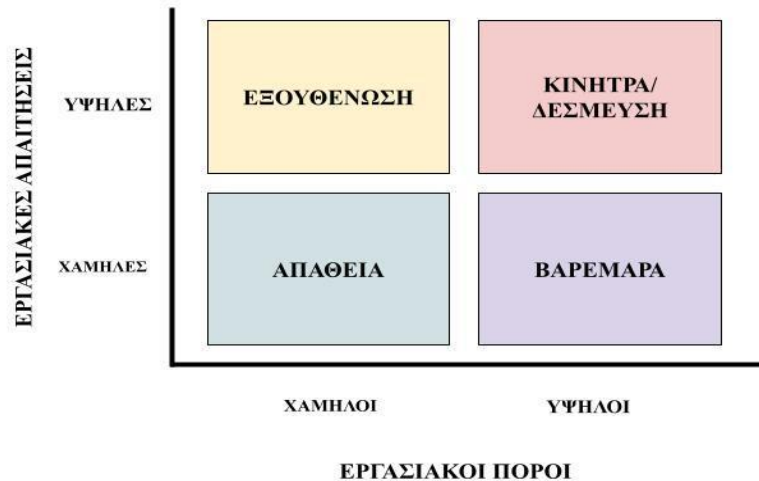 ΕΡΓΑΣΙΑΚΕΣ ΑΠΑΙΤΗΣΕΙΣ
ΥΨΗΛΕΣ
ΕΞΟΥΘΕΝΩΣΗ
ΚΙΝΗΤΡΑ/
ΔΕΣΜΕΥΣΗ
ΧΑΜΗΛΕΣ
ΑΠΑΘΕΙΑ
ΒΑΡΕΜΑΡΑ
ΧΑΜΗΛΟΙ
ΥΨΗΛΟΙ
ΕΡΓΑΣΙΑΚΟΙ ΠΟΡΟΙ